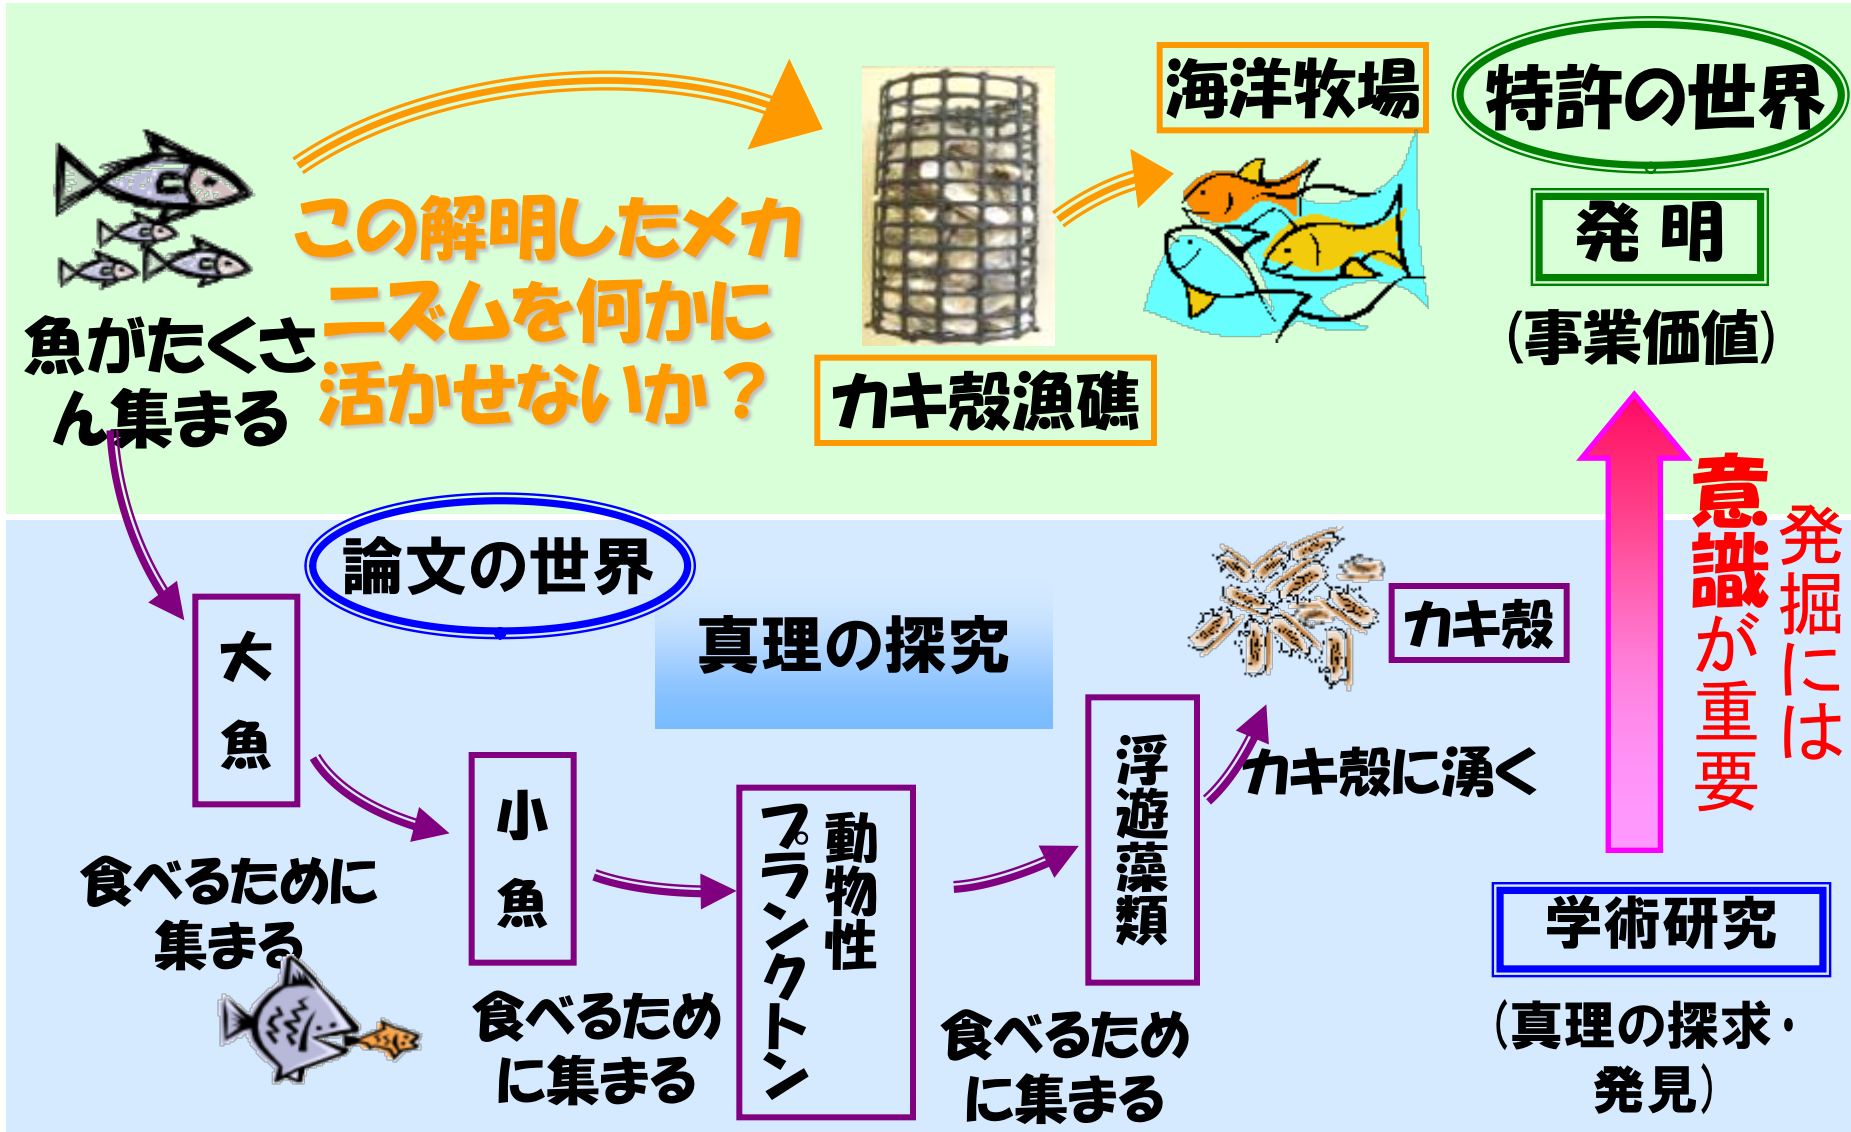 海洋牧場
特許の世界
発 明
(事業価値)
この解明したメカ
ニズムを何かに
活かせないか？
魚がたくさ
ん集まる
カキ殻漁礁
意識が重要
発掘には
論文の世界
真理の探究
カキ殻
大魚
小魚
動物性
プランクトン
浮遊藻類
カキ殻に湧く
食べるために
集まる
食べるため
に集まる
食べるため
に集まる
学術研究
(真理の探求・
発見)